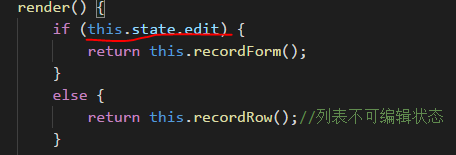 render() {
if (this.state.edit) {
return this.recordForm();
}
else {
return this.recordRow();//列表不可编辑状态
}